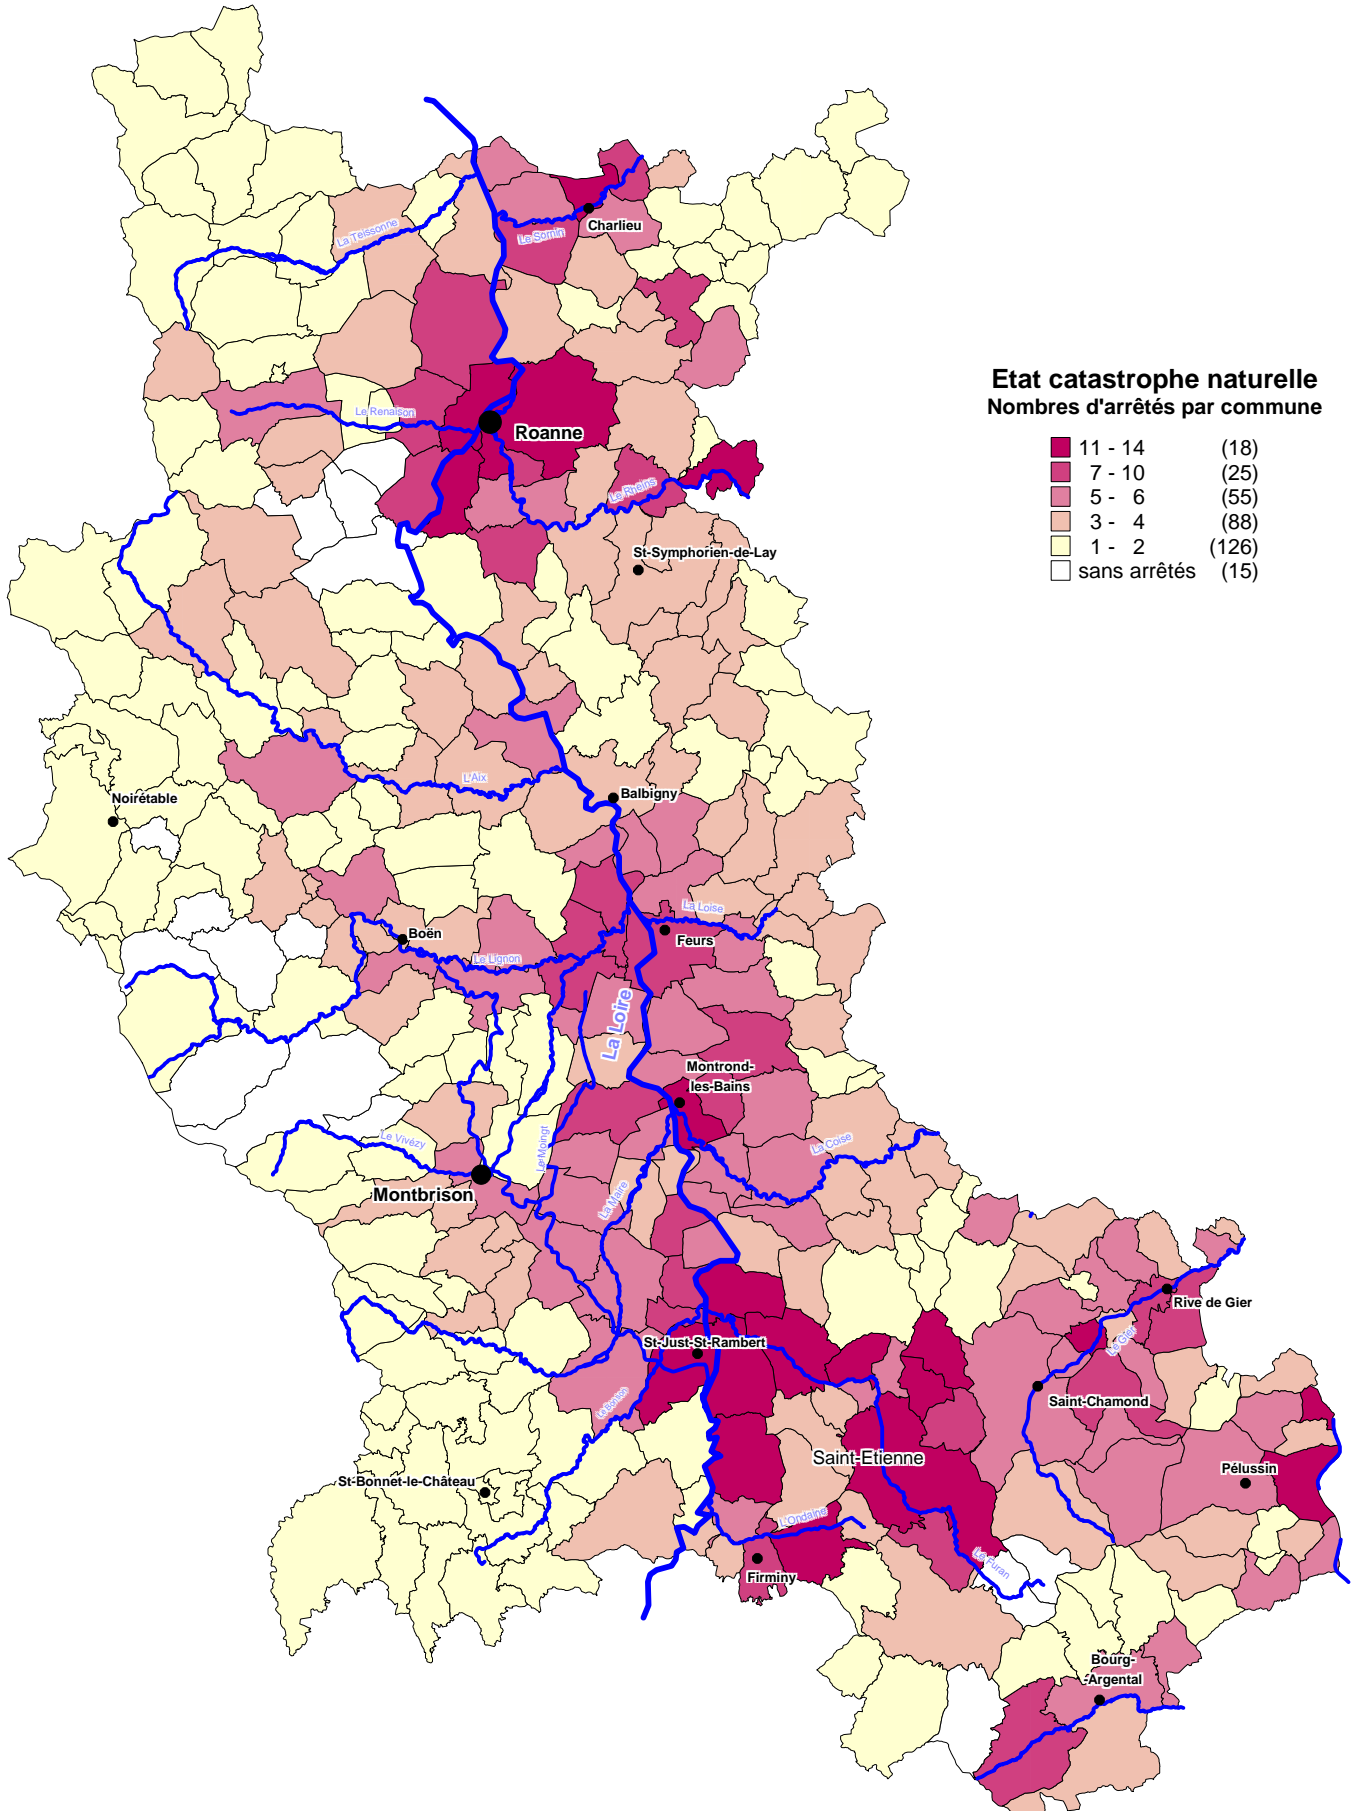 La Teissonne
Charlieu
Le Sornin
Etat catastrophe naturelle
Nombres d'arrêtés par commune
11 - 14 (18)
7 - 10 (25)
5 - 6 (55)
3 - 4 (88)
1 - 2 (126)
sans arrêtés (15)
Le Renaison
Roanne
Le Rheins
St-Symphorien-de-Lay
L'Aix
Noirétable
Balbigny
La Loise
Boën
Feurs
Le Lignon
La Loire
Montrond-
les-Bains
Le Vivézy
Le Moingt
La Coise
Montbrison
La Maire
Rive de Gier
Le Gier
St-Just-St-Rambert
Saint-Chamond
Le Bonson
Saint-Etienne
St-Bonnet-le-Château
Pélussin
L'Ondaine
Le Furan
Firminy
Bourg-
Argental